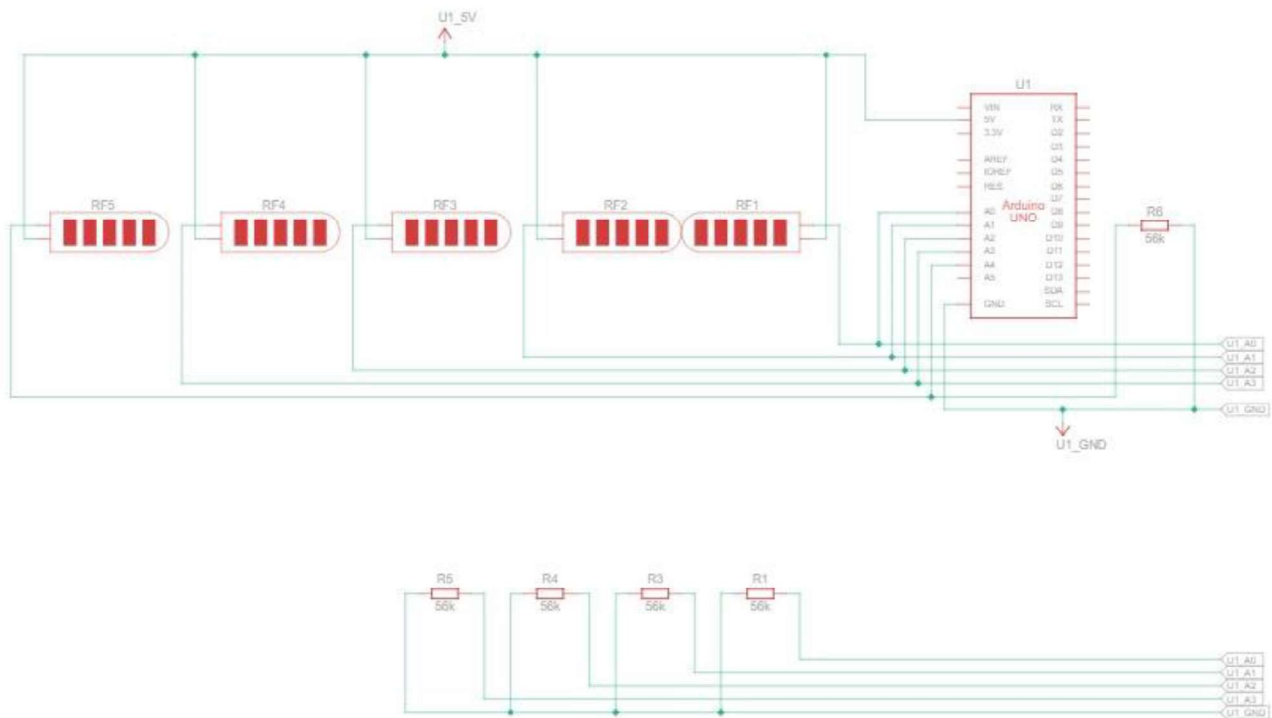 U1_5V
U1
VIN RX
5V TX
3.3V D2
D3
AREF D4
IOREF D5
RES D6
D7
Arduino
UNO
A0 D8
A1 D9
A2 D10
A3 D11
A4 D12
A5 D13
SDA
GND SCL
RF5 RF4 RF3 RF2 RF1
R6
56k
U1_A0
U1_A1
U1_A2
U1_A3
U1_GND
U1_GND
R5 R4 R3 R1
56k 56k 56k 56k
U1_A0
U1_A1
U1_A2
U1_A3
U1_GND